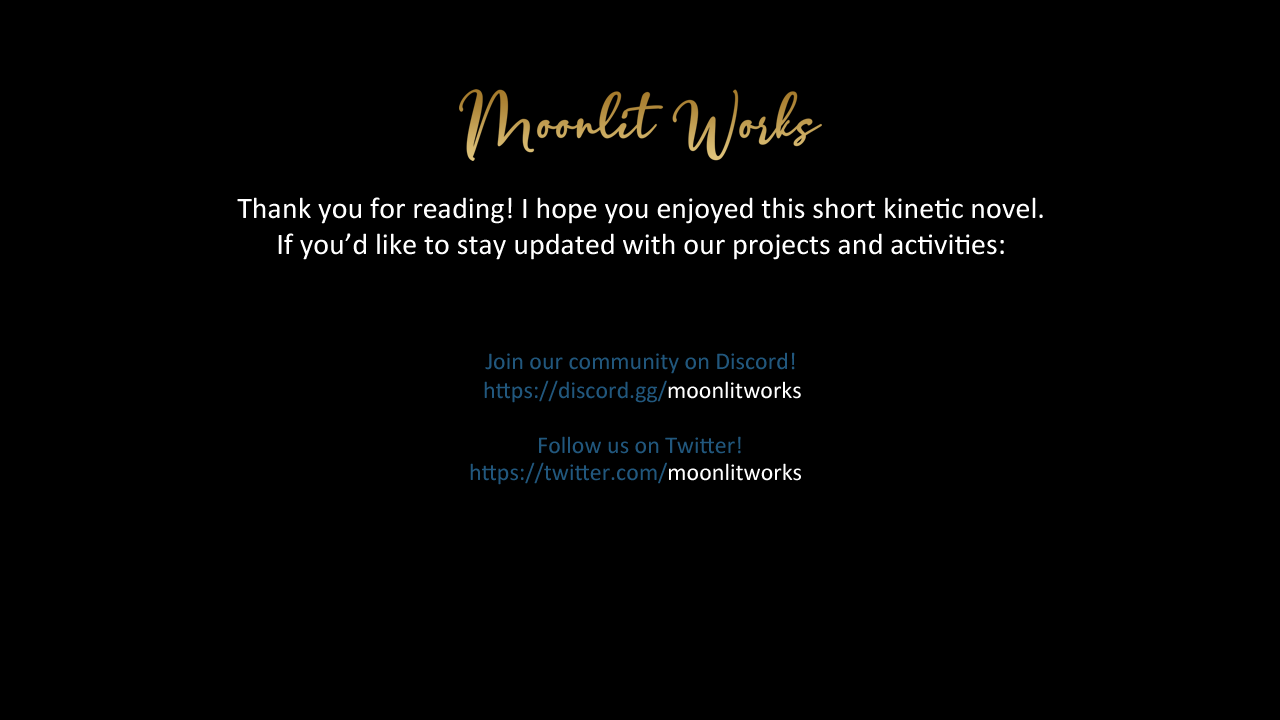 Moonlit Works
Thank you for reading! I hope you enjoyed this short kinetic novel.
If you’d like to stay updated with our projects and activities:
Join our community on Discord!
https://discord.gg/moonlitworks
Follow us on Twitter!
https://twitter.com/moonlitworks